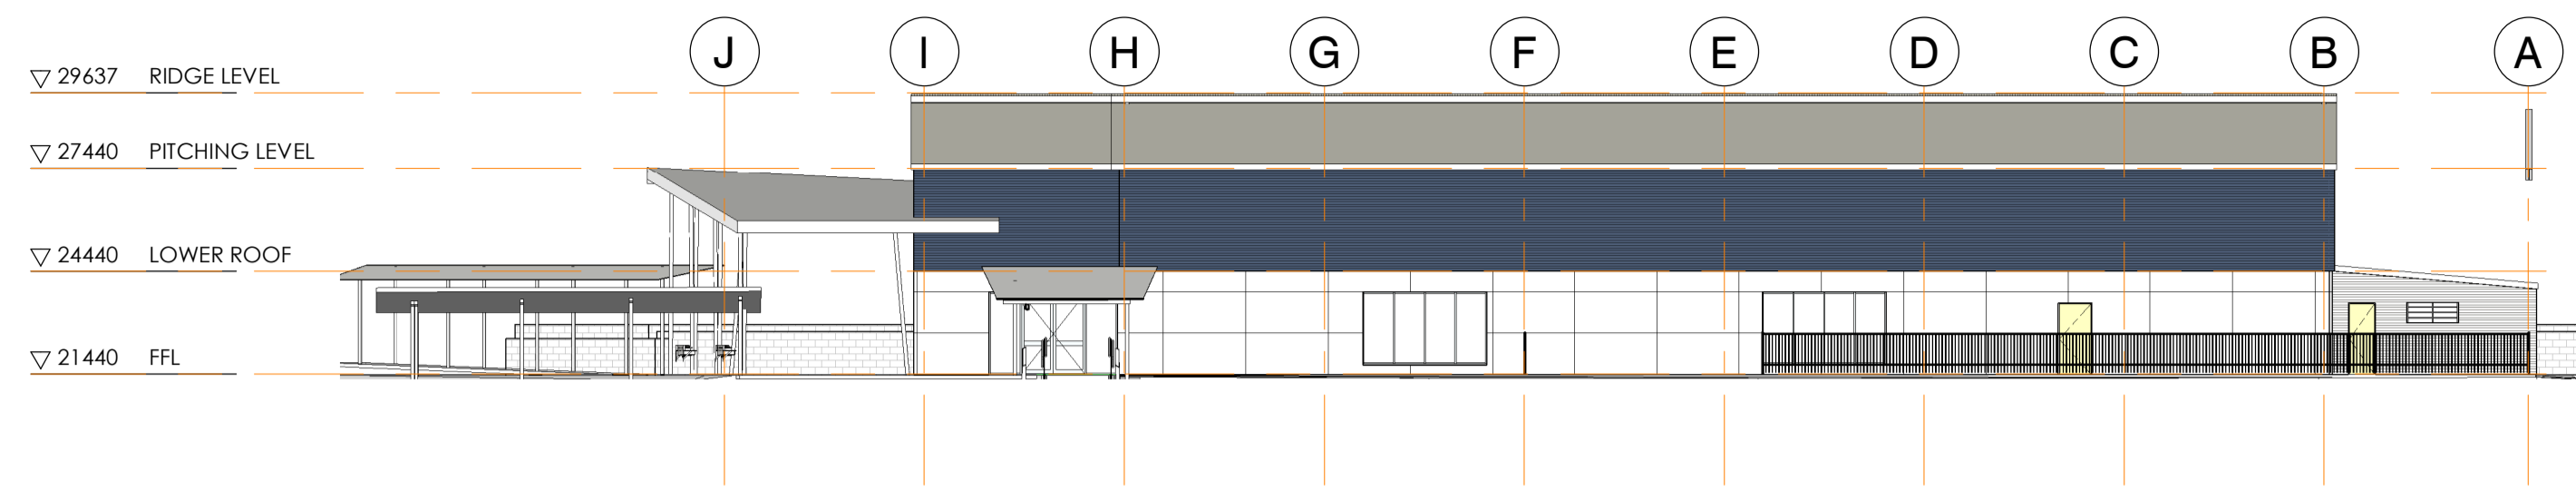 J I H G F E D C B A
29637 RIDGE LEVEL
27440 PITCHING LEVEL
24440 LOWER ROOF
21440 FFL